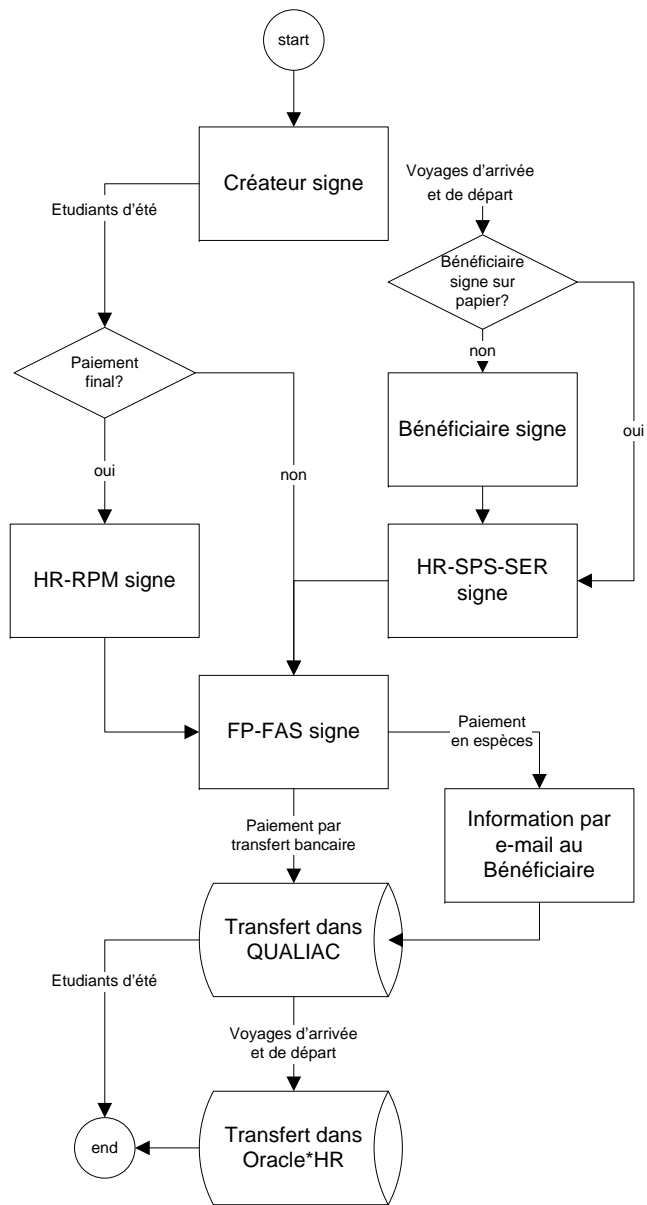 start
Créateur signe
Voyages d'arrivée
et de départ
Etudiants d'été
Bénéficiaire
signe sur
papier?
Paiement
final?
non
Bénéficiaire signe
oui
oui
non
HR-RPM signe
HR-SPS-SER
signe
FP-FAS signe
Paiement
en espèces
Paiement par
transfert bancaire
Information par
e-mail au
Bénéficiaire
Transfert dans
QUALIAC
Etudiants d'été
Voyages d'arrivée
et de départ
end
Transfert dans
Oracle*HR